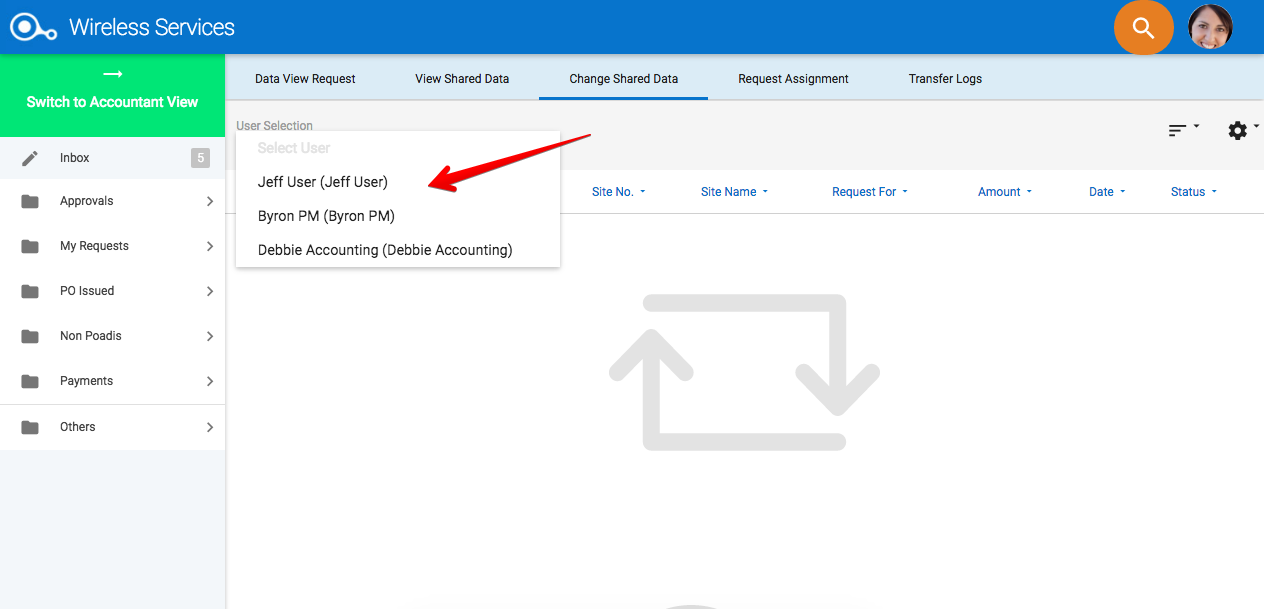 Wireless Services
Switch to Accountant View
Data View Request View Shared Data Change Shared Data Request Assignment Transfer Logs
Inbox 5
Approvals
My Requests
PO Issued
Non Poadis
Payments
Others
User Selection
Select User
Jeff User (Jeff User)
Byron PM (Byron PM)
Debbie Accounting (Debbie Accounting)
Site No. Site Name Request For Amount Date Status